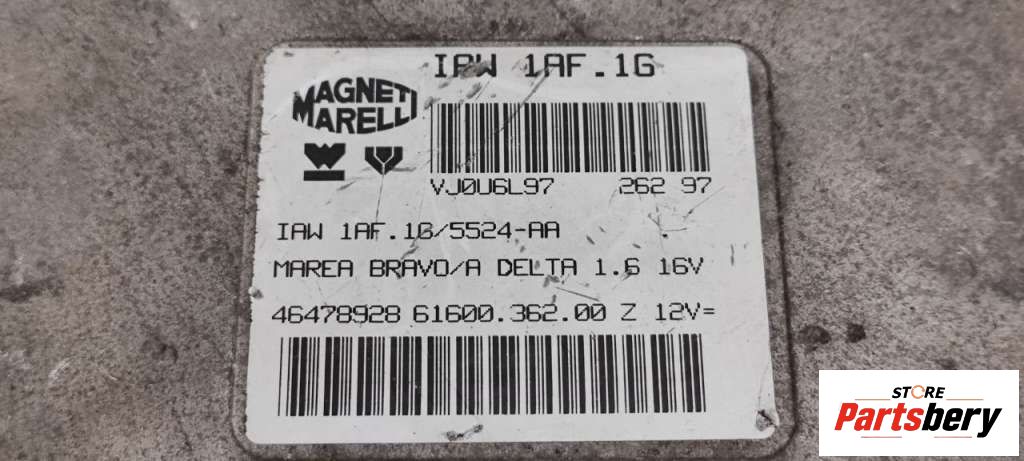 IAW 1AF.1G
MAGNETI
MARELLI
VJ0U6L97 262 97
IAW 1AF.1G/5524-AA
MAREA BRAVO/A DELTA 1.6 16V
46478928 61600.362.00 Z 12V=
STORE
Partsbery